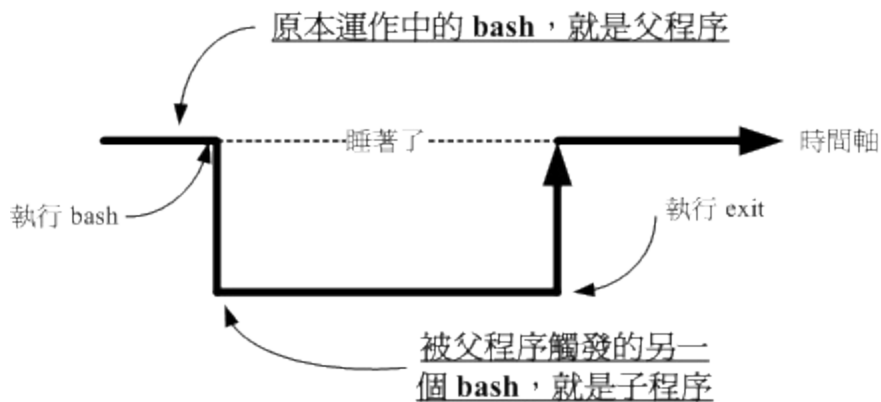 原本運作中的 bash，就是父程序
睡著了
時間軸
執行 bash
執行 exit
被父程序觸發的另一
個 bash，就是子程序